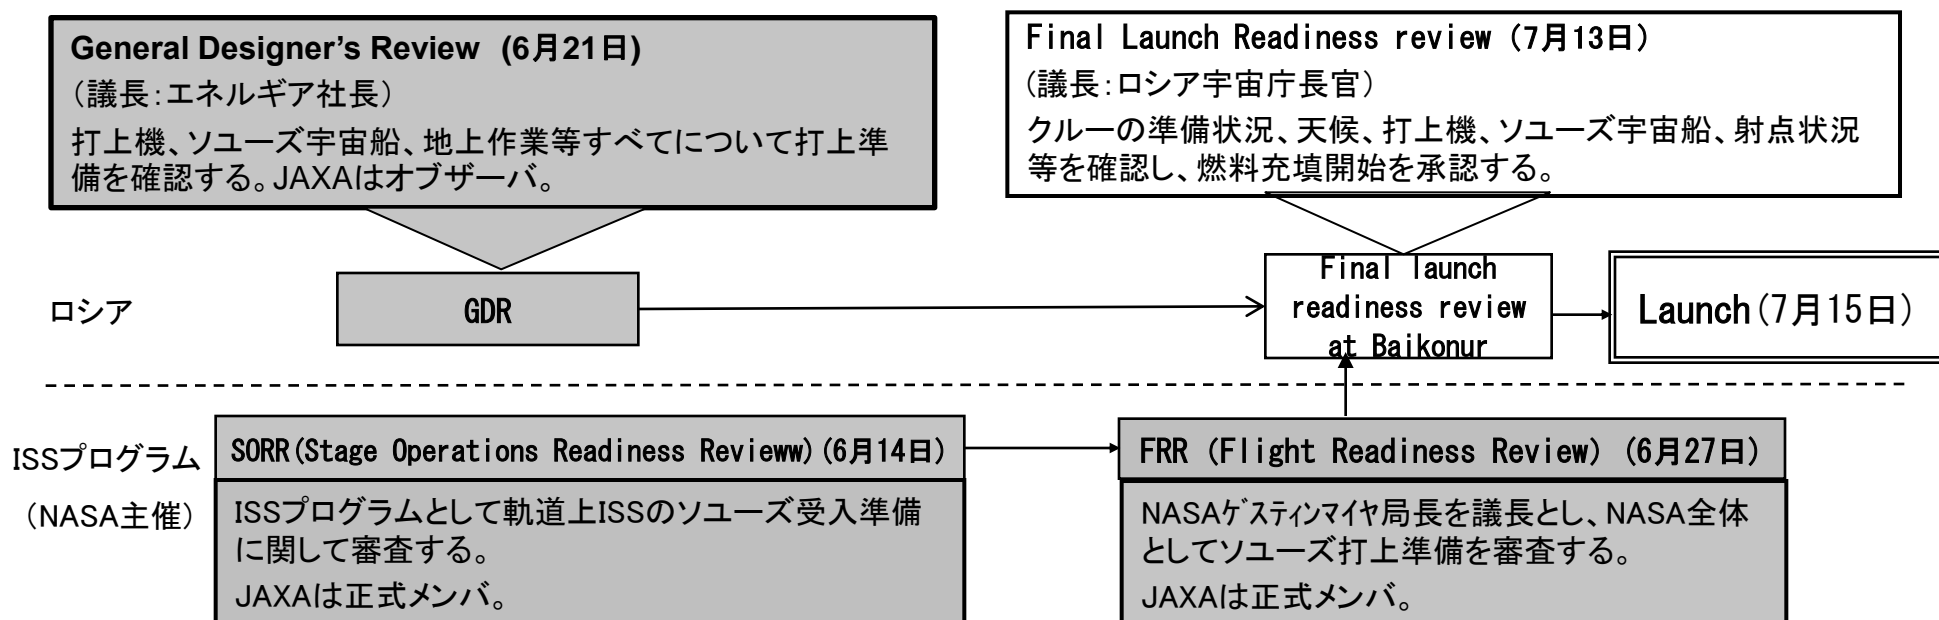 General Designer's Review (6月21日)
（議長：エネルギア社長）
打上機、ソユーズ宇宙船、地上作業等すべてについて打上準
備を確認する。JAXAはオブザーバ。
Final Launch Readiness review (7月13日)
（議長：ロシア宇宙庁長官）
クルーの準備状況、天候、打上機、ソユーズ宇宙船、射点状況
等を確認し、燃料充填開始を承認する。
ロシア
GDR
Final launch
readiness review
at Baikonur
Launch(7月15日)
ISSプログラム
（NASA主催）
SORR(Stage Operations Readiness Revieww)(6月14日)
ISSプログラムとして軌道上ISSのソユーズ受入準備
に関して審査する。
JAXAは正式メンバ。
FRR (Flight Readiness Review) (6月27日)
NASAｹﾞｽﾃｨﾝﾏｲﾔ局長を議長とし、NASA全体
としてソユーズ打上準備を審査する。
JAXAは正式メンバ。